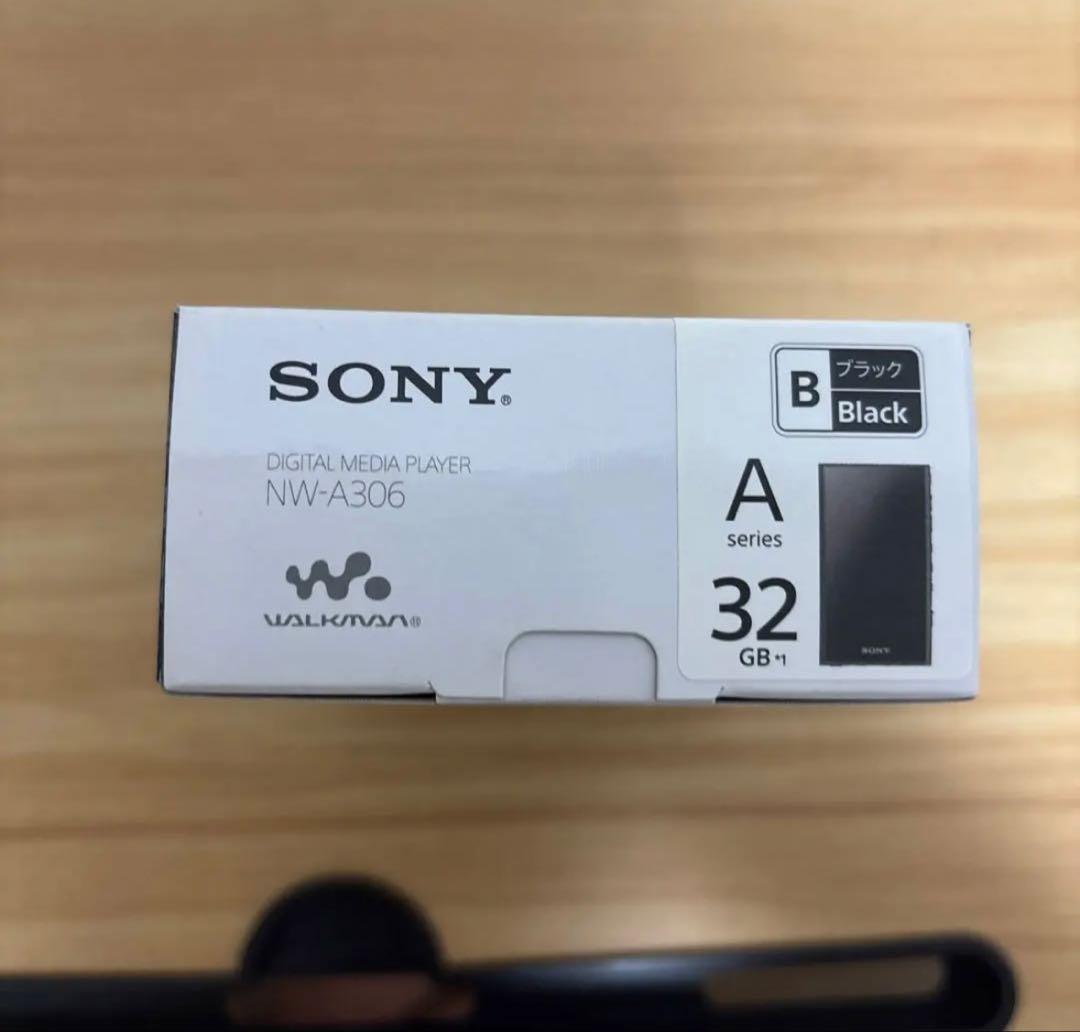 SONY®
DIGITAL MEDIA PLAYER
NW-A306
WALKMAN®
B
ブラック
Black
A
series
32
GB *1
SONY